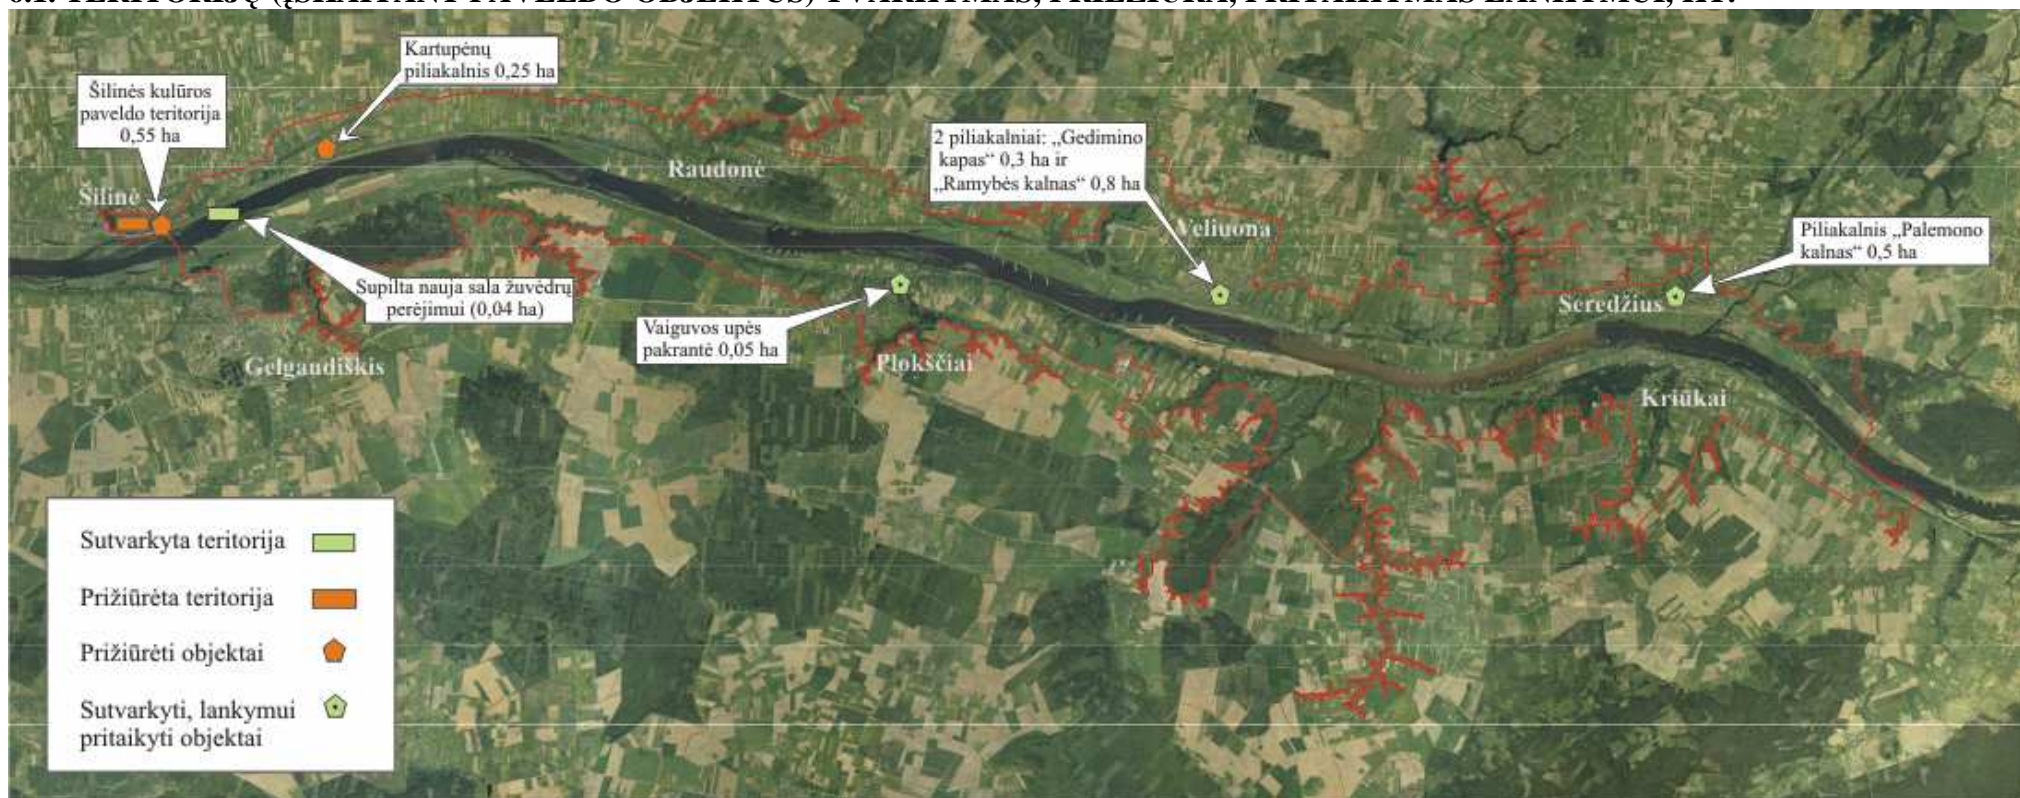 Kartupėnų
piliakalnis 0,25 ha
Šilinės kulūros
paveldo teritorija
0,55 ha
2 piliakalniai: „Gedimino
kapas“ 0,3 ha ir
„Ramybės kalnas“ 0,8 ha
Raudonė
Šilinė
Veliuona
Piliakalnis „Palemono
kalnas“ 0,5 ha
Supilta nauja sala žuvėdrų
perėjimui (0,04 ha)
Seredžius
Vaiguvos upės
pakrantė 0,05 ha
Gelgaudiškis
Plokščiai
Kriūkai
Sutvarkyta teritorija
Prižiūrėta teritorija
Prižiūrėti objektai
Sutvarkyti, lankymui
pritaikyti objektai